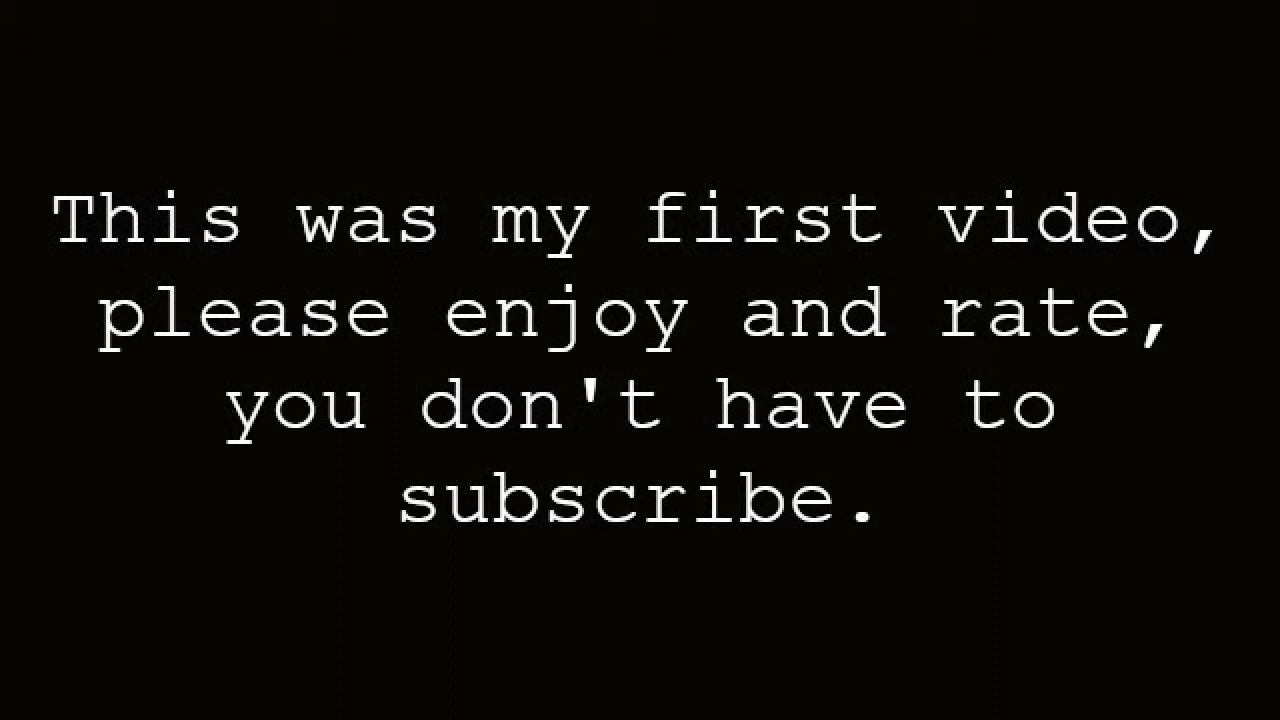 This was my first video,
please enjoy and rate,
you don't have to
subscribe.